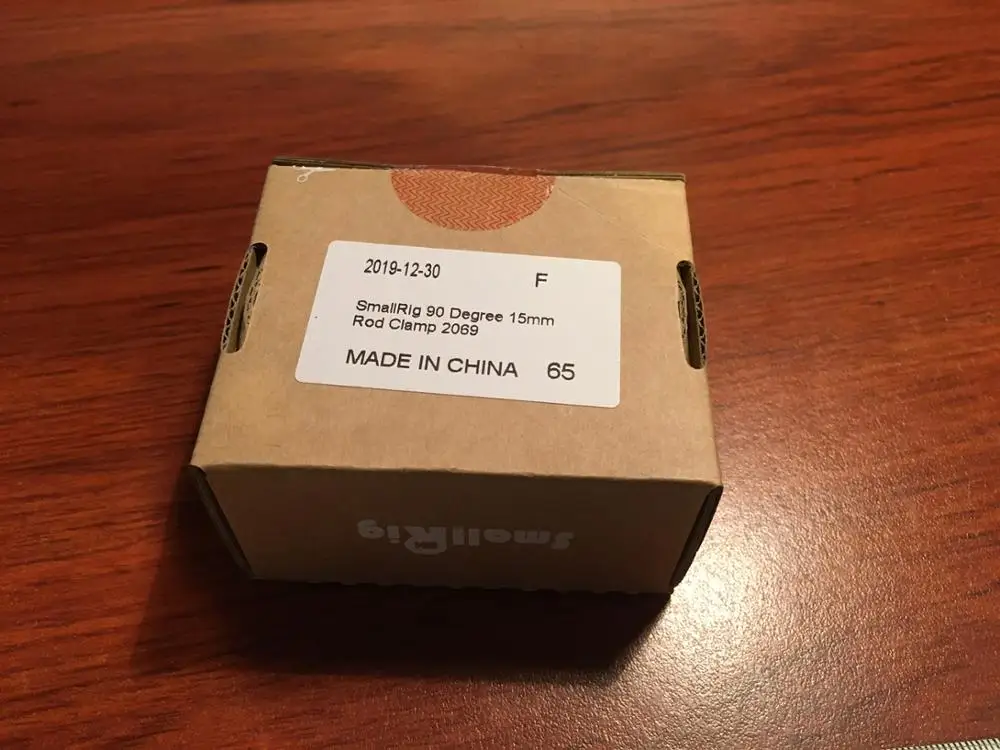 2019-12-30 F
SmallRig 90 Degree 15mm
Rod Clamp 2069
MADE IN CHINA 65
SmallRig